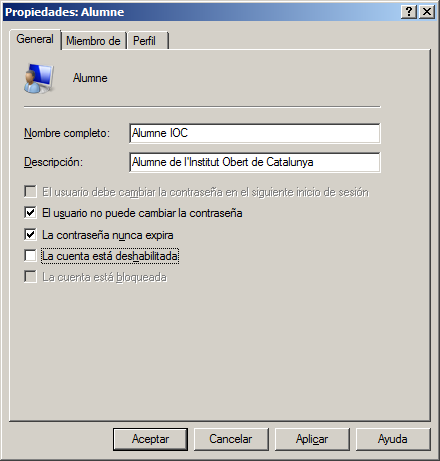 Propiedades: Alumne
General
Miembro de
Perfil
Alumne
Nombre completo:
Alumne IOC
Descripción:
Alumne de l'Institut Obert de Catalunya
El usuario debe cambiar la contraseña en el siguiente inicio de sesión
El usuario no puede cambiar la contraseña
La contraseña nunca expira
La cuenta está deshabilitada
La cuenta está bloqueada
Aceptar
Cancelar
Aplicar
Ayuda